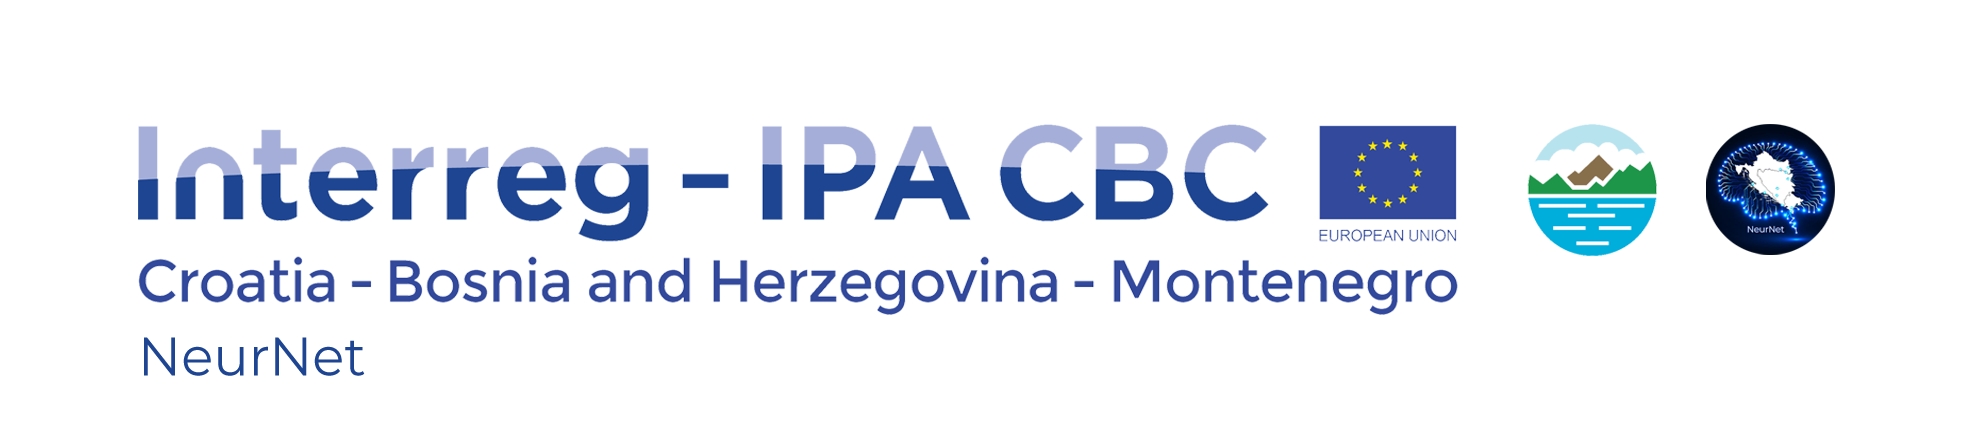 Interreg - IPA CBC
EUROPEAN UNION
Croatia - Bosnia and Herzegovina - Montenegro
NeurNet
NeurNet